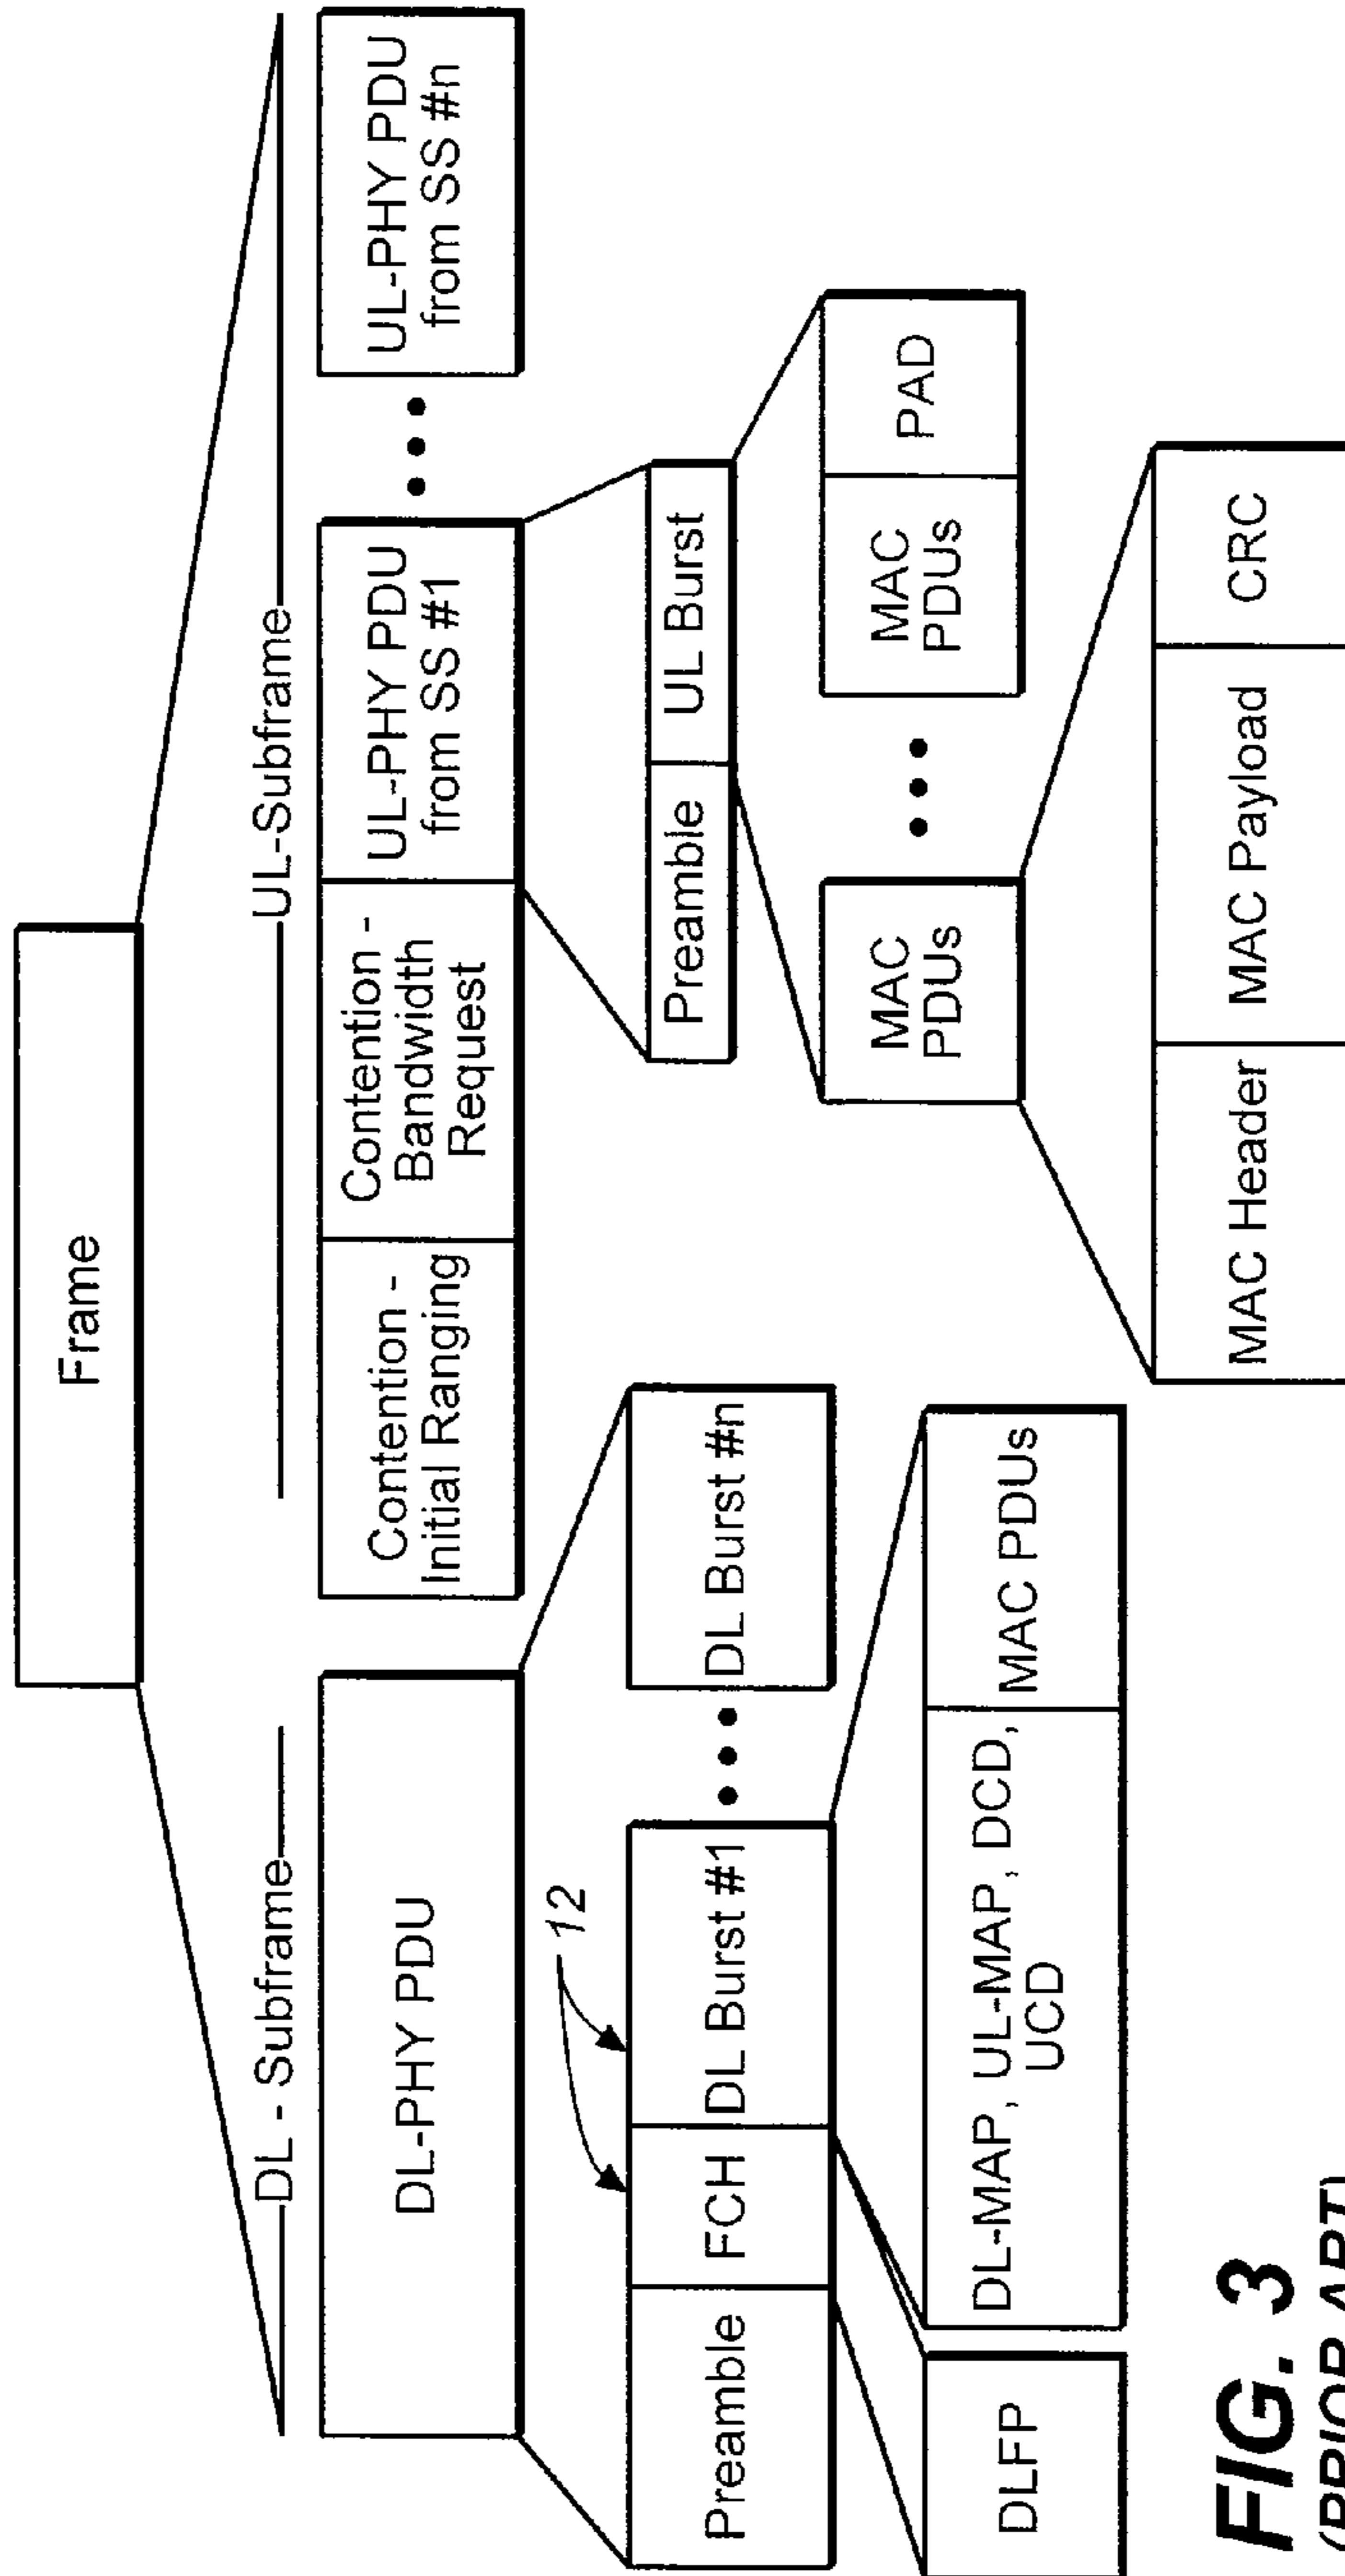 Frame
DL - Subframe
UL-Subframe
DL-PHY PDU
Contention -
Initial Ranging
Contention -
Bandwidth
Request
UL-PHY PDU
from SS #1
UL-PHY PDU
from SS #n
12
Preamble
FCH
DL Burst #1
DL Burst #n
Preamble
UL Burst
DLFP
DL-MAP, UL-MAP, DCD,
UCD
MAC PDUs
MAC
PDUs
MAC
PDUs
PAD
MAC Header
MAC Payload
CRC
FIG. 3
(PRIOR ART)